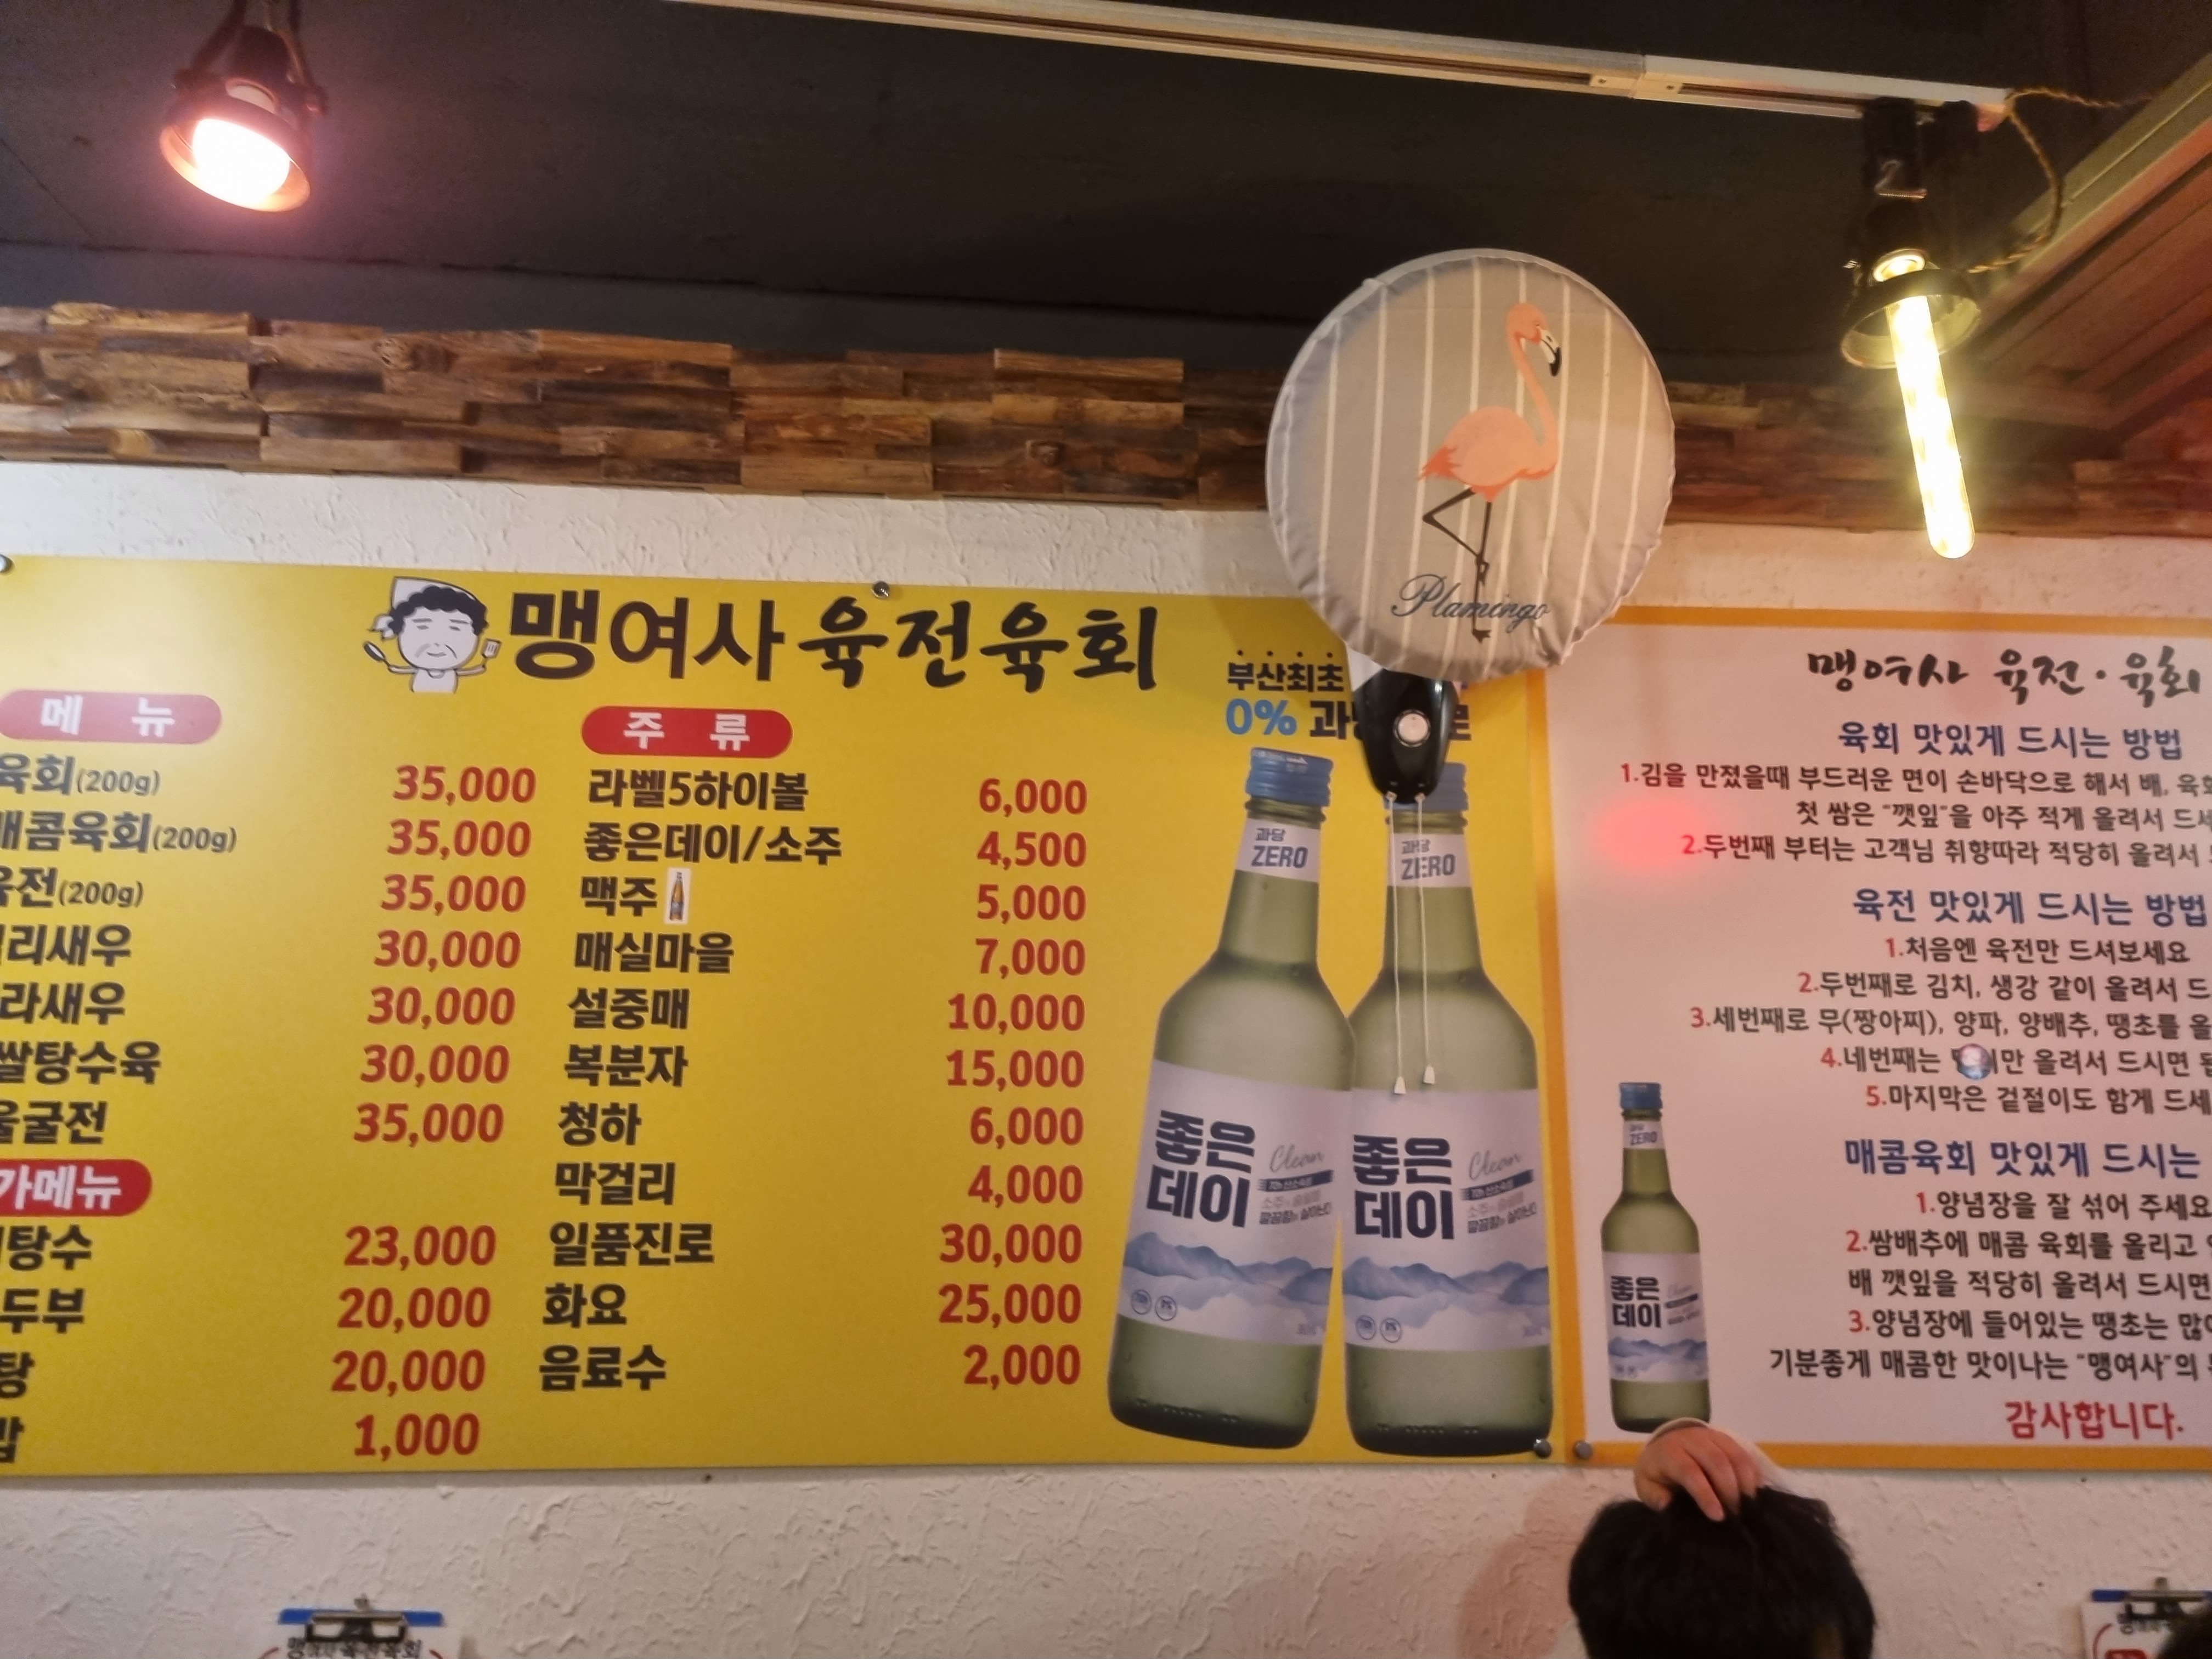 Plamingo
맹여사 육전육회
부산최초
0%
메 뉴
육회(200g) 35,000
매콤육회(200g) 35,000
육전(200g) 35,000
리새우 30,000
라새우 30,000
쌀탕수육 30,000
굴전 35,000
가메뉴
탕수 23,000
두부 20,000
탕 20,000
밥 1,000
주 류
라벨5하이볼 6,000
좋은데이/소주 4,500
맥주 5,000
매실마을 7,000
설중매 10,000
복분자 15,000
청하 6,000
막걸리 4,000
일품진로 30,000
화요 25,000
음료수 2,000
과당
ZERO
좋은
데이
Clean
과당
ZERO
좋은
데이
Clean
맹여사 육전·육회
육회 맛있게 드시는 방법
1.김을 만졌을때 부드러운 면이 손바닥으로 해서 배, 육회
첫 쌈은 "깻잎"을 아주 적게 올려서 드세
2.두번째 부터는 고객님 취향따라 적당히 올려서
육전 맛있게 드시는 방법
1.처음엔 육전만 드셔보세요
2.두번째로 김치, 생강 같이 올려서 드
3.세번째로 무(짱아찌), 양파, 양배추, 땡초를 올
4.네번째는 만 올려서 드시면
5.마지막은 겉절이도 함께 드세
매콤육회 맛있게 드시는
1.양념장을 잘 섞어 주세요
2.쌈배추에 매콤 육회를 올리고
배 깻잎을 적당히 올려서 드시면
3.양념장에 들어있는 땡초는 많
기분좋게 매콤한 맛이나는 "맹여사"의
감사합니다.
ZERO
좋은
데이
맹여사 육전육회